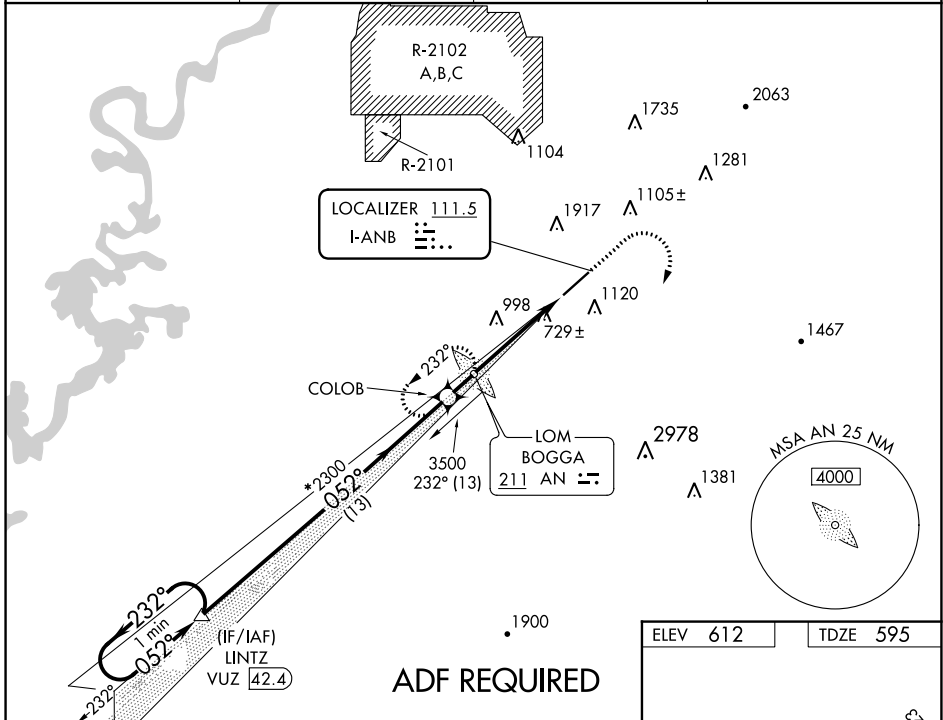 R-2102
A,B,C
R-2101
1104
1735
2063
1281
1105±
1917
LOCALIZER 111.5
I-ANB
998
729±
1120
1467
232°
COLOB
LOM
BOGGA
211 AN
3500
232° (13)
*2300
052°
(13)
2978
1381
MSA AN 25 NM
4000
232°
1 min
052°
232°
(IF/IAF)
LINTZ
VUZ 42.4
1900
ADF REQUIRED
ELEV 612
TDZE 595